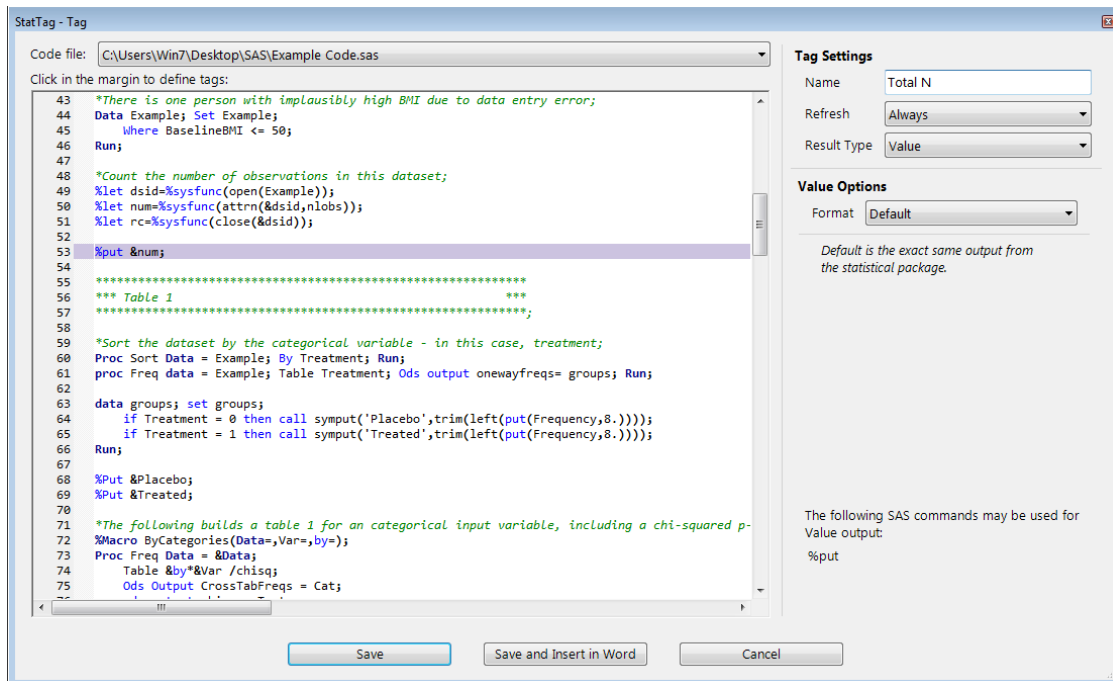 StatTag - Tag
Code file: C:\Users\Win7\Desktop\SAS\Example Code.sas
Click in the margin to define tags:
43 *There is one person with implausibly high BMI due to data entry error;
44 Data Example; Set Example;
45 Where BaselineBMI <= 50;
46 Run;
47
48 *Count the number of observations in this dataset;
49 %let dsid=%sysfunc(open(Example));
50 %let num=%sysfunc(attrn(&dsid,nlobs));
51 %let rc=%sysfunc(close(&dsid));
52
53 %put &num;
54
55 *************************************************************
56 *** Table 1 ***
57 *************************************************************;
58
59 *Sort the dataset by the categorical variable - in this case, treatment;
60 Proc Sort Data = Example; By Treatment; Run;
61 proc Freq data = Example; Table Treatment; Ods output onewayfreqs= groups; Run;
62
63 data groups; set groups;
64 if Treatment = 0 then call symput('Placebo',trim(left(put(Frequency,8.))));
65 if Treatment = 1 then call symput('Treated',trim(left(put(Frequency,8.))));
66 Run;
67
68 %Put &Placebo;
69 %Put &Treated;
70
71 *The following builds a table 1 for an categorical input variable, including a chi-squared p-
72 %Macro ByCategories(Data=,Var=,by=);
73 Proc Freq Data = &Data;
74 Table &by*&Var /chisq;
75 Ods Output CrossTabFreqs = Cat;
Tag Settings
Name Total N
Refresh Always
Result Type Value
Value Options
Format Default
Default is the exact same output from
the statistical package.
The following SAS commands may be used for
Value output:
%put
Save
Save and Insert in Word
Cancel